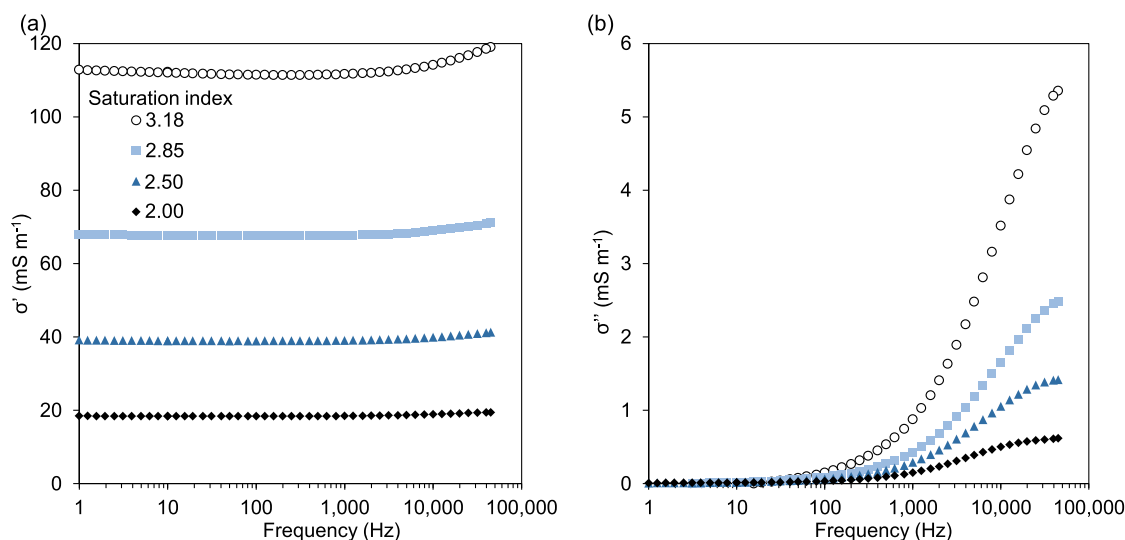 (a)
120
100
80
60
40
20
0
σ' (mS m⁻¹)
Saturation index
3.18
2.85
2.50
2.00
1 10 100 1,000 10,000 100,000
Frequency (Hz)
(b)
6
5
4
3
2
1
0
σ'' (mS m⁻¹)
1 10 100 1,000 10,000 100,000
Frequency (Hz)